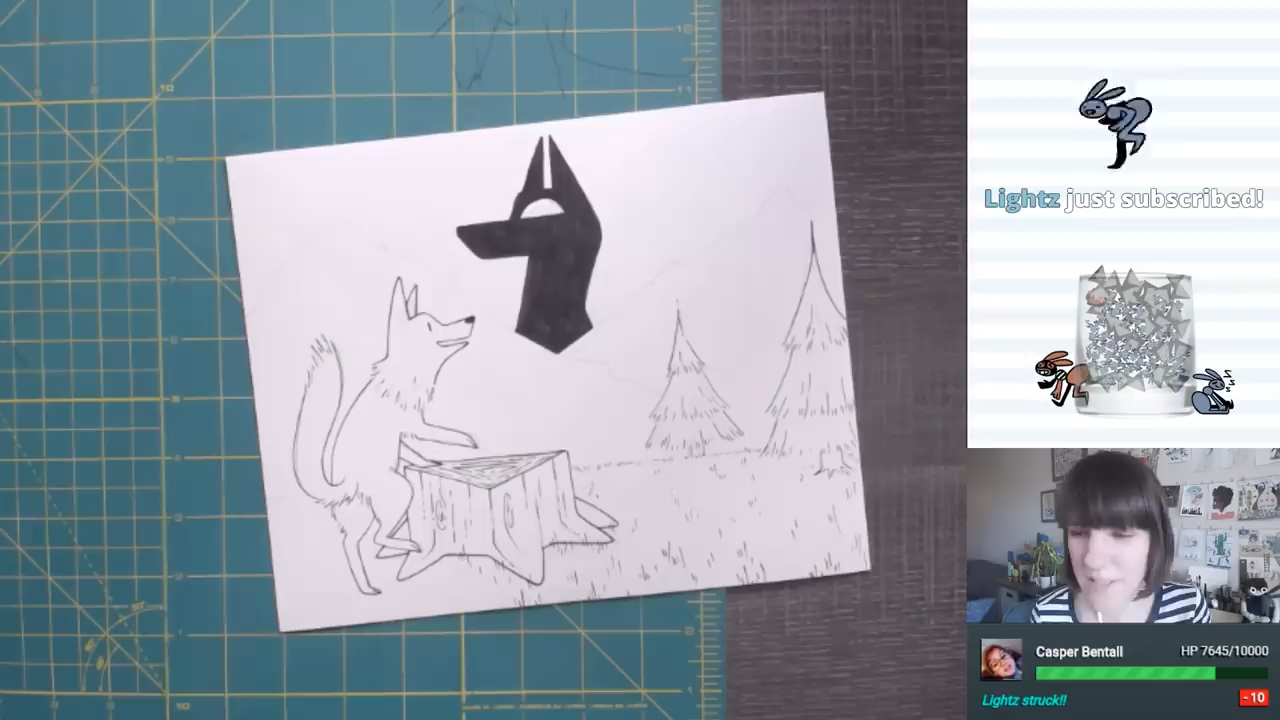 Lightz just subscribed!
Casper Bentall
HP 7645/10000
Lightz struck!!
-10